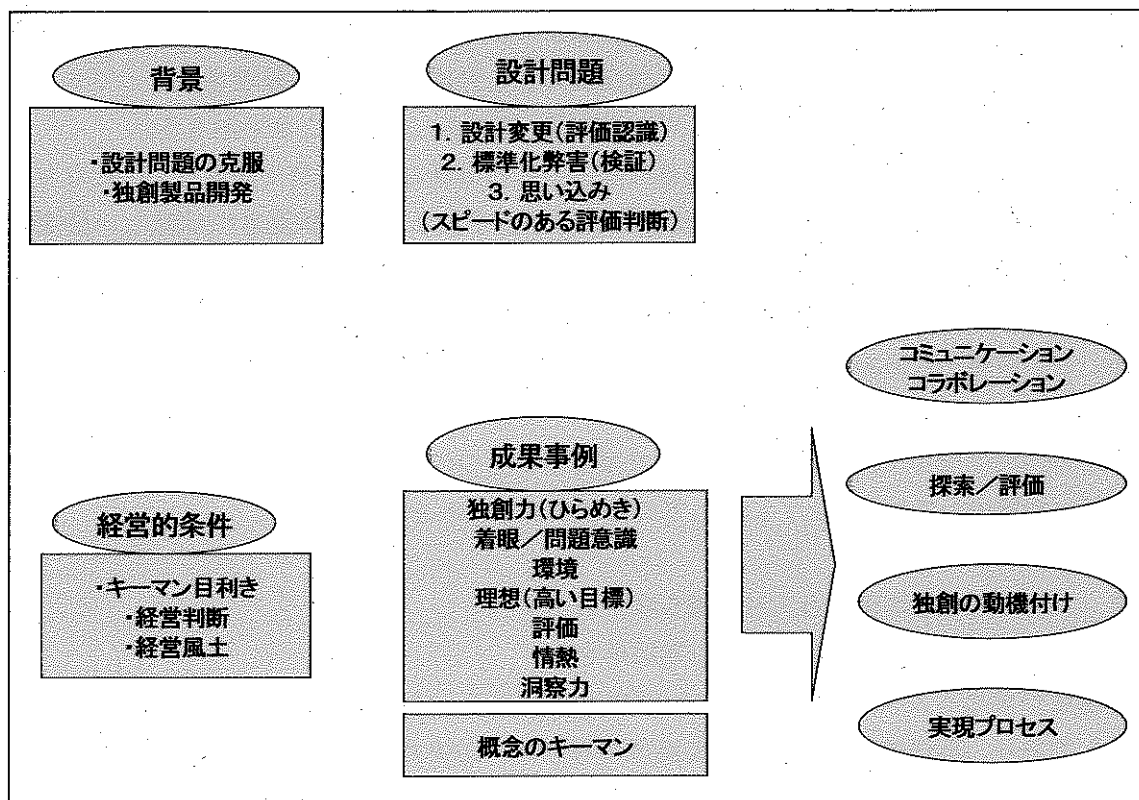 背景
・設計問題の克服
・独創製品開発
設計問題
1. 設計変更(評価認識)
2. 標準化弊害(検証)
3. 思い込み
(スピードのある評価判断)
経営的条件
・キーマン目利き
・経営判断
・経営風土
成果事例
独創力(ひらめき)
着眼／問題意識
環境
理想(高い目標)
評価
情熱
洞察力
概念のキーマン
コミュニケーション
コラボレーション
探索／評価
独創の動機付け
実現プロセス